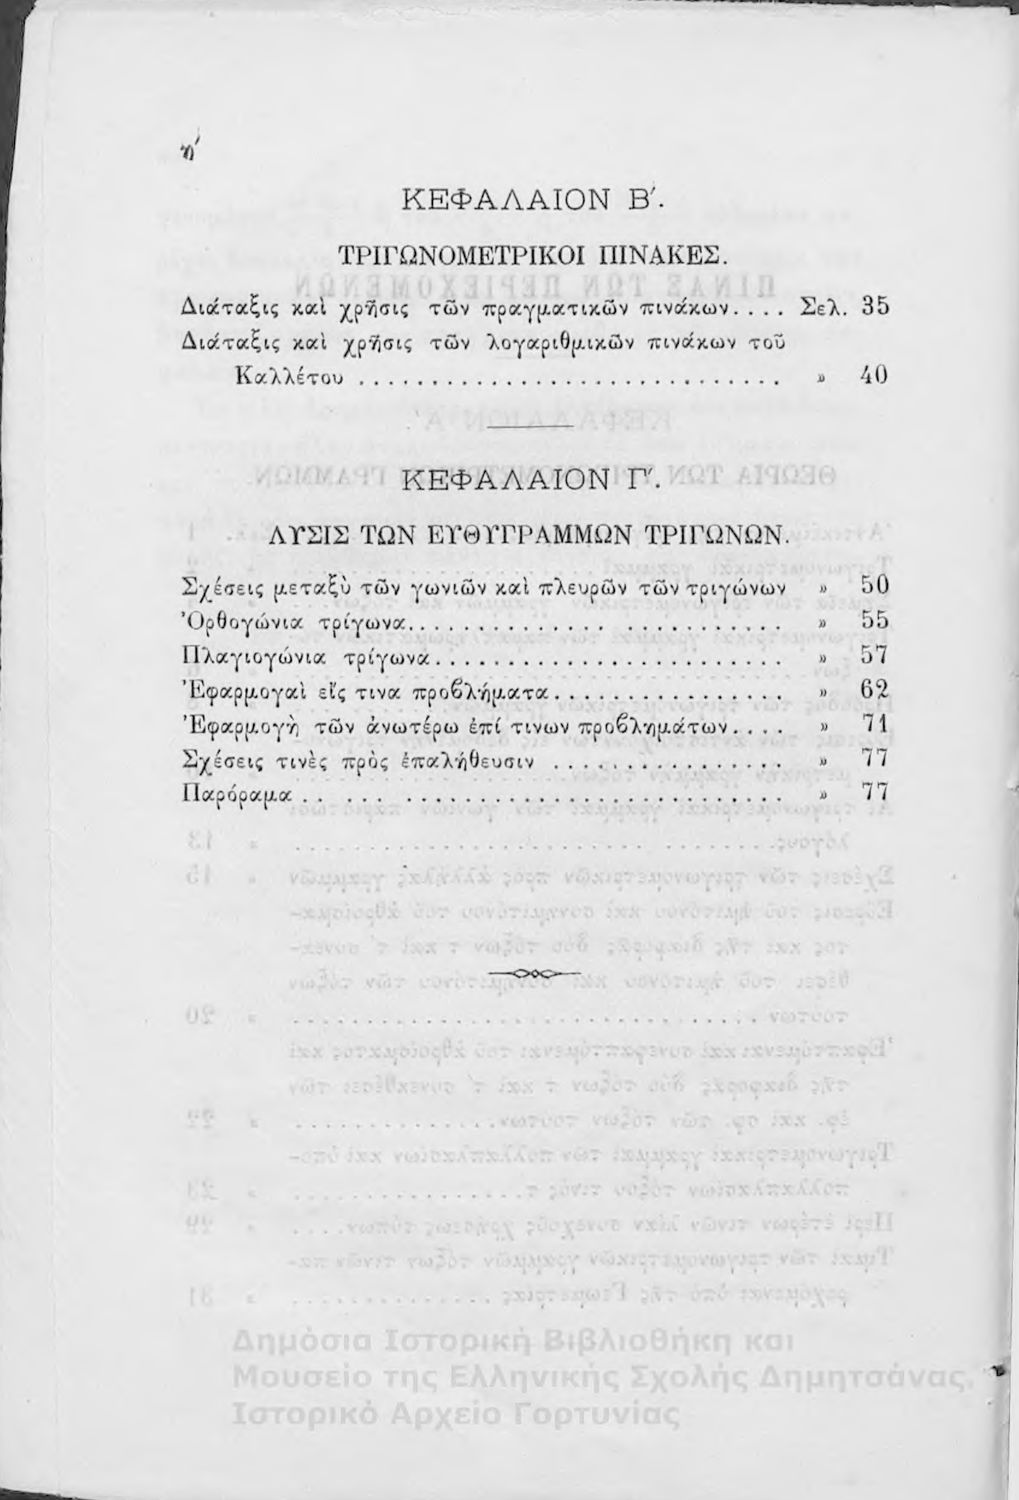 η′
ΚΕΦΑΛΑΙΟΝ Β′.
ΤΡΙΓΩΝΟΜΕΤΡΙΚΟΙ ΠΙΝΑΚΕΣ.
Διάταξις καὶ χρῆσις τῶν πραγματικῶν πινάκων.... Σελ. 35
Διάταξις καὶ χρῆσις τῶν λογαριθμικῶν πινάκων τοῦ
Καλλέτου .............................. » 40
ΚΕΦΑΛΑΙΟΝ Γ′.
ΛΥΣΙΣ ΤΩΝ ΕΥΘΥΓΡΑΜΜΩΝ ΤΡΙΓΩΝΩΝ.
Σχέσεις μεταξὺ τῶν γωνιῶν καὶ πλευρῶν τῶν τριγώνων » 50
Ὀρθογώνια τρίγωνα.......................... » 55
Πλαγιογώνια τρίγωνα........................ » 57
Ἐφαρμογαὶ εἴς τινα προβλήματα................ » 62
Ἐφαρμογὴ τῶν ἀνωτέρω ἐπί τινων προβλημάτων.... » 71
Σχέσεις τινὲς πρὸς ἐπαλήθευσιν ................ » 77
Παρόραμα .. ... ........................... » 77
Δημόσια Ιστορική Βιβλιοθήκη και
Μουσείο της Ελληνικής Σχολής Δημητσάνας,
Ιστορικό Αρχείο Γορτυνίας